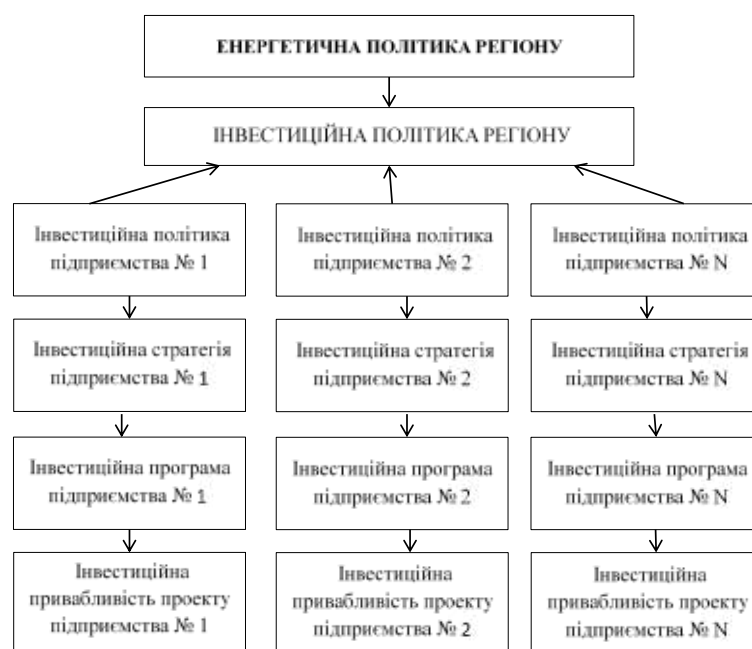 ЕНЕРГЕТИЧНА ПОЛІТИКА РЕГІОНУ
ІНВЕСТИЦІЙНА ПОЛІТИКА РЕГІОНУ
Інвестиційна політика
підприємства № 1
Інвестиційна політика
підприємства № 2
Інвестиційна політика
підприємства № N
Інвестиційна стратегія
підприємства № 1
Інвестиційна стратегія
підприємства № 2
Інвестиційна стратегія
підприємства № N
Інвестиційна програма
підприємства № 1
Інвестиційна програма
підприємства № 2
Інвестиційна програма
підприємства № N
Інвестиційна
привабливість проекту
підприємства № 1
Інвестиційна
привабливість проекту
підприємства № 2
Інвестиційна
привабливість проекту
підприємства № N